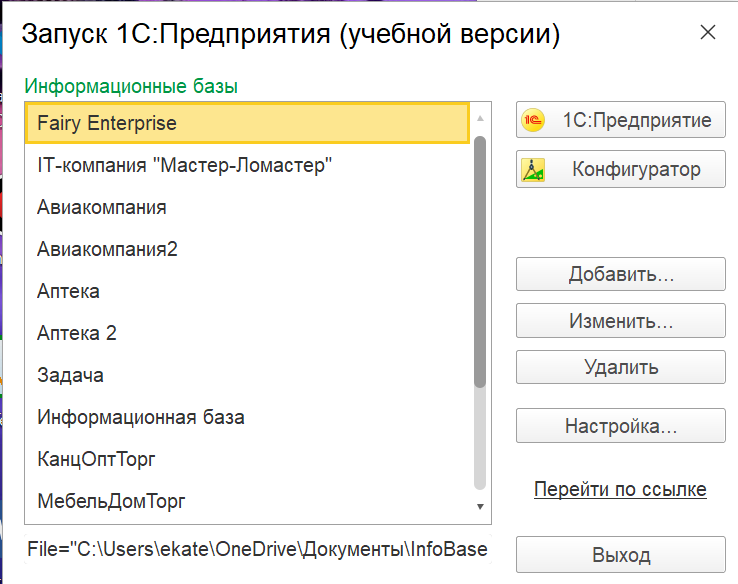 Запуск 1С:Предприятия (учебной версии)
Информационные базы
Fairy Enterprise
IT-компания "Мастер-Ломастер"
Авиакомпания
Авиакомпания2
Аптека
Аптека 2
Задача
Информационная база
КанцОптТорг
МебельДомТорг
File="C:\Users\ekate\OneDrive\Документы\InfoBase
1С:Предприятие
Конфигуратор
Добавить...
Изменить...
Удалить
Настройка...
Перейти по ссылке
Выход